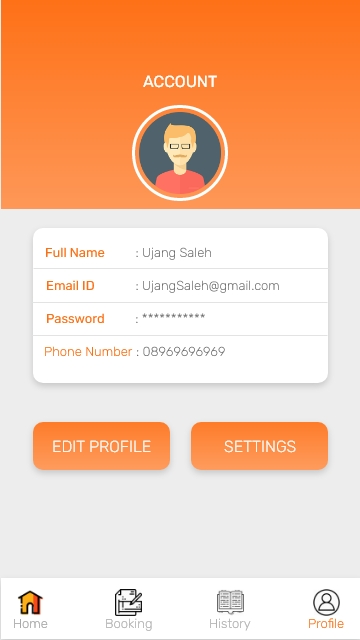 ACCOUNT
Full Name : Ujang Saleh
Email ID : UjangSaleh@gmail.com
Password : ***********
Phone Number : 08969696969
EDIT PROFILE SETTINGS
Home Booking History Profile